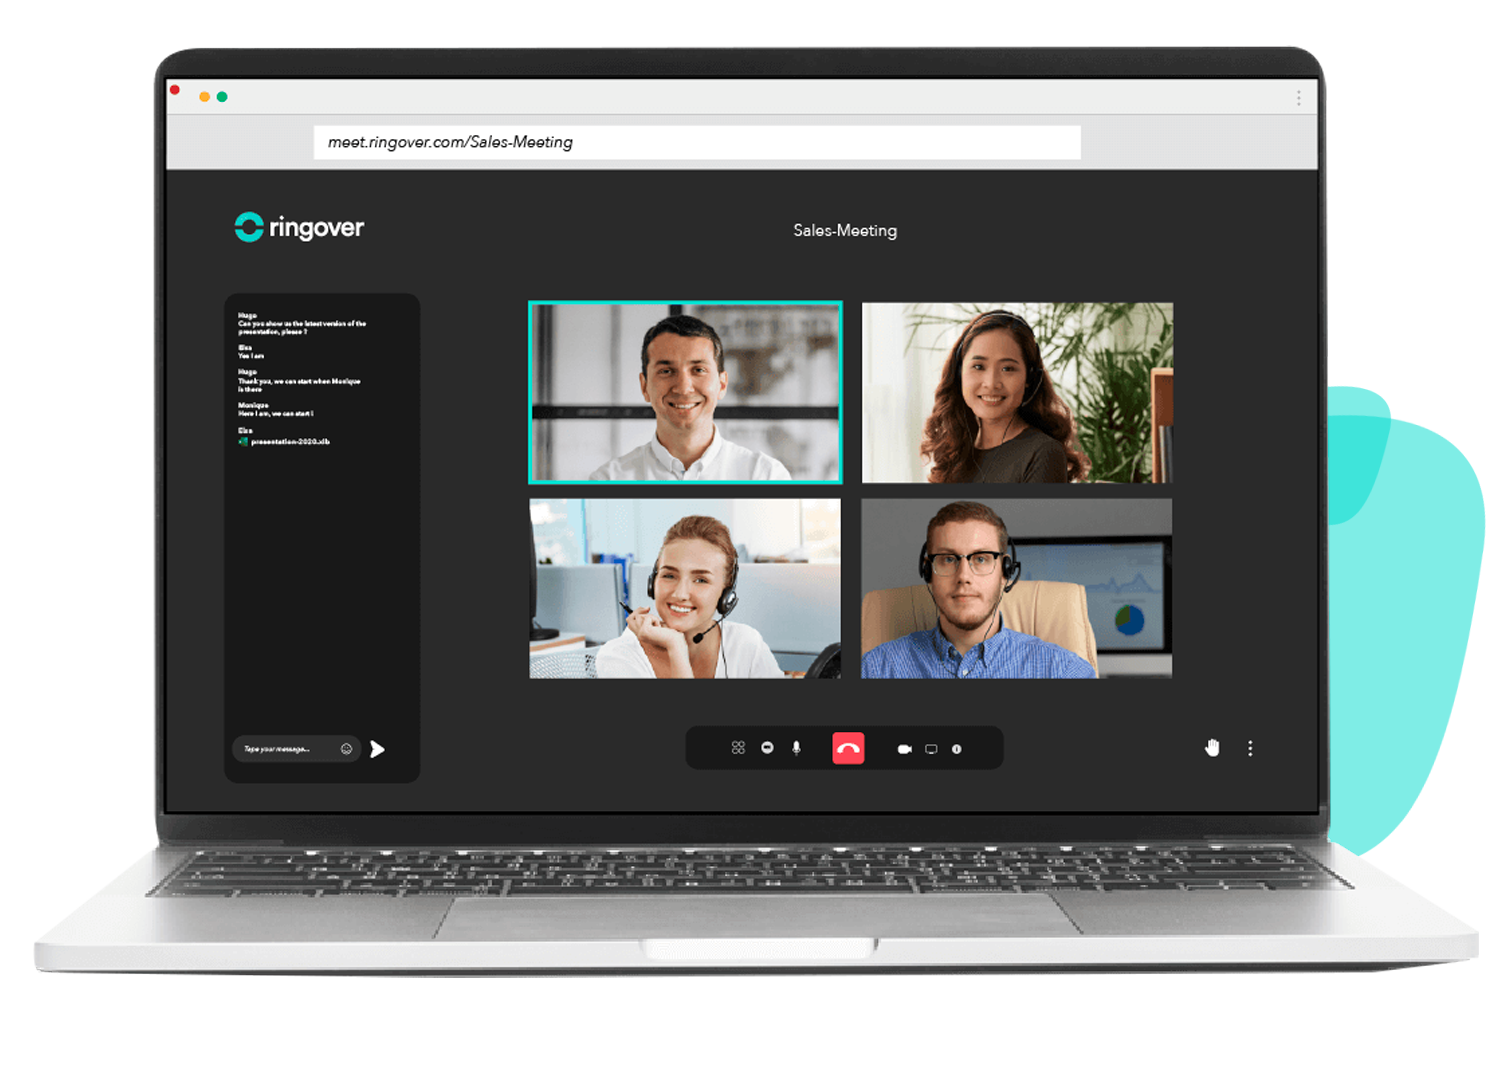 meet.ringover.com/Sales-Meeting
ringover
Sales-Meeting
Hugo
Can you show us the latest version of the
presentation, please ?
Elsa
Yes I am
Hugo
Thank you, we can start when Monique
is there
Monique
Here I am, we can start !
Elsa
presentation-2020.xlb
Type your message...